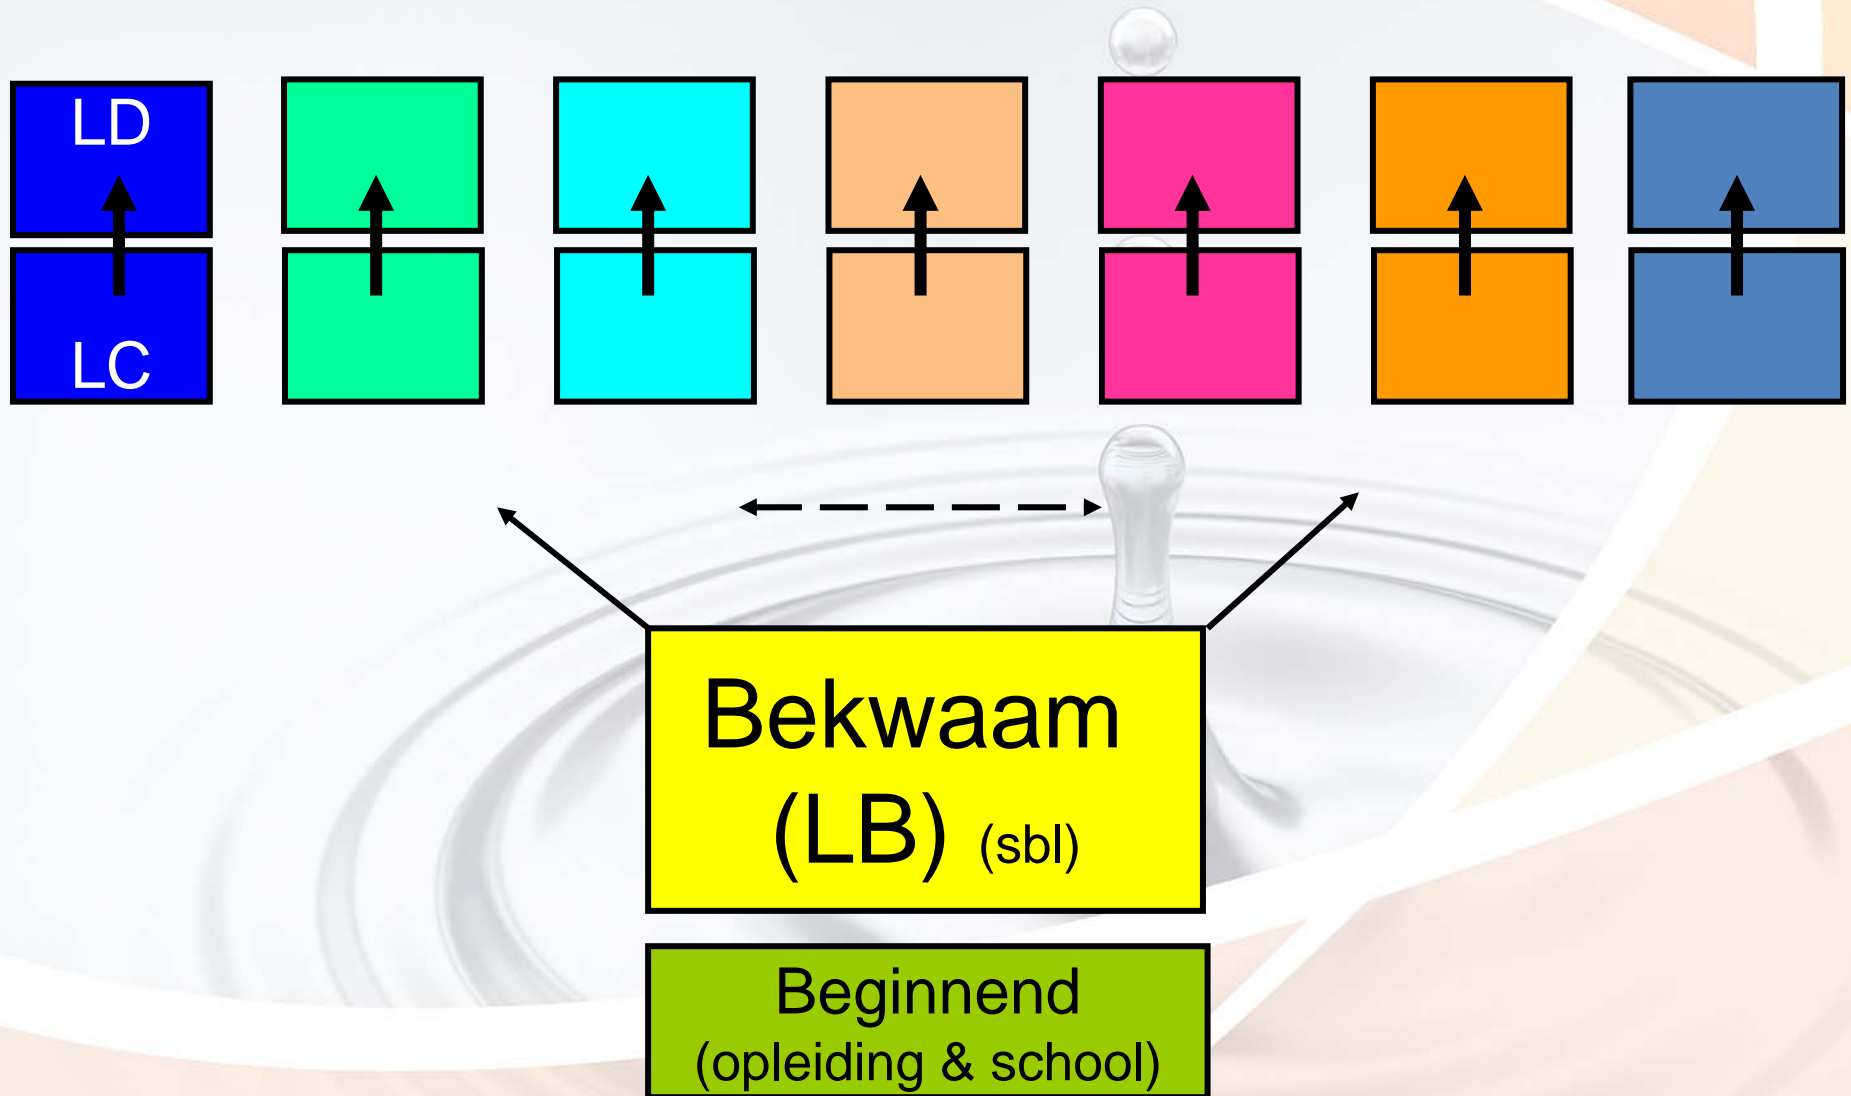 LD
LC
Bekwaam
(LB) (sbl)
Beginnend
(opleiding & school)